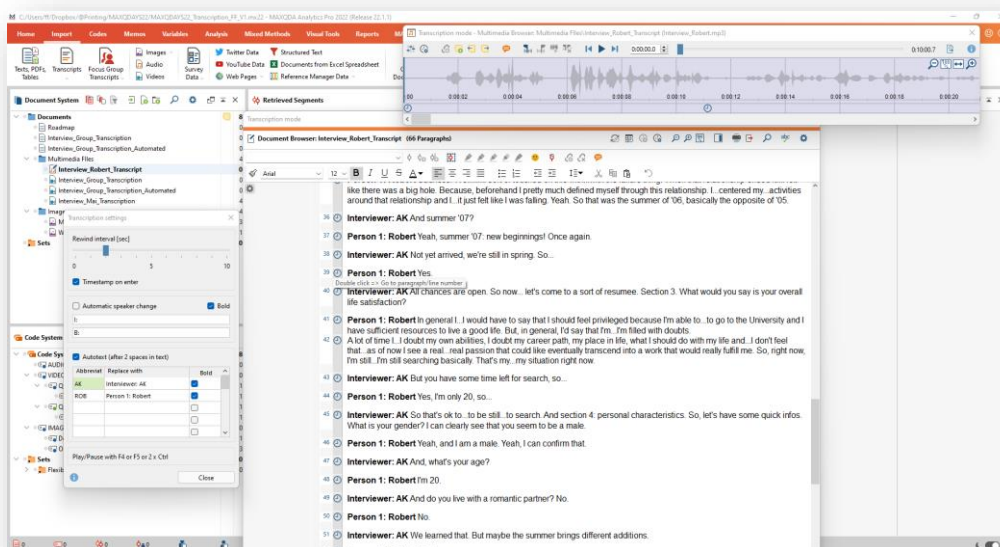 C:/Users/ff/Dropbox/@Printing/MAXQDAYS22/MAXQDAYS22_Transcription_FF_V1.mx22 - MAXQDA Analytics Pro 2022 (Release 22.1.1)
Home Import Codes Memos Variables Analysis Mixed Methods Visual Tools Reports
Transcription mode - Multimedia Browser: Multimedia Files\Interview_Robert_Transcript (Interview_Robert.mp3)
0:00:00.0
0:10:00.7
Texts, PDFs, Tables
Transcripts
Focus Group Transcripts
Images
Audio
Videos
Survey Data
Twitter Data
YouTube Data
Web Pages
Structured Text
Documents from Excel Spreadsheet
Reference Manager Data
:00 0:00:02 0:00:04 0:00:06 0:00:08 0:00:10 0:00:12 0:00:14 0:00:16 0:00:18 0:00:20
Document System
Documents 8
Roadmap 0
Interview_Group_Transcription
Interview_Group_Transcription_Automated
Multimedia Files
Interview_Robert_Transcript
Interview_Group_Transcription
Interview_Group_Transcription_Automated
Interview_Mai_Transcription
Sets
Retrieved Segments
Transcription mode
Document Browser: Interview_Robert_Transcript (66 Paragraphs)
Arial 12 B I U S A
Transcription settings
Rewind interval [sec]
0 5 10
Timestamp on enter
Automatic speaker change Bold
I:
B:
Autotext (after 2 spaces in text)
Abbreviat Replace with Bold
AK Interviewer: AK
ROB Person 1: Robert
Play/Pause with F4 or F5 or 2 x Ctrl
Close
Code System
Code Sys
AUDI
VIDEO
IMAG
Sets
Flexib
like there was a big hole. Because, beforehand I pretty much defined myself through this relationship. I...centered my...activities
around that relationship and I...it just felt like I was falling. Yeah. So that was the summer of '06, basically the opposite of '05.
36 Interviewer: AK And summer '07?
37 Person 1: Robert Yeah, summer '07: new beginnings! Once again.
38 Interviewer: AK Not yet arrived, we're still in spring. So...
39 Person 1: Robert Yes.
Double click => Go to paragraph/line number
40 Interviewer: AK All chances are open. So now... let's come to a sort of resumee. Section 3. What would you say is your overall
life satisfaction?
41 Person 1: Robert In general I...I would have to say that I should feel privileged because I'm able to...to go to the University and I
have sufficient resources to live a good life. But, in general, I'd say that I'm...I'm filled with doubts.
42 A lot of time I...I doubt my own abilities, I doubt my career path, my place in life, what I should do with my life and...I don't feel
that...as of now I see a real...real passion that could like eventually transcend into a work that would really fulfill me. So, right now,
I'm still...I'm still searching basically. That's my...my situation right now.
43 Interviewer: AK But you have some time left for search, so...
44 Person 1: Robert Yes, I'm only 20, so...
45 Interviewer: AK So that's ok to...to be still...to search. And section 4: personal characteristics. So, let's have some quick infos.
What is your gender? I can clearly see that you seem to be a male.
46 Person 1: Robert Yeah, and I am a male. Yeah, I can confirm that.
47 Interviewer: AK And, what's your age?
48 Person 1: Robert I'm 20.
49 Interviewer: AK And do you live with a romantic partner? No.
50 Person 1: Robert No.
51 Interviewer: AK We learned that. But maybe the summer brings different additions.